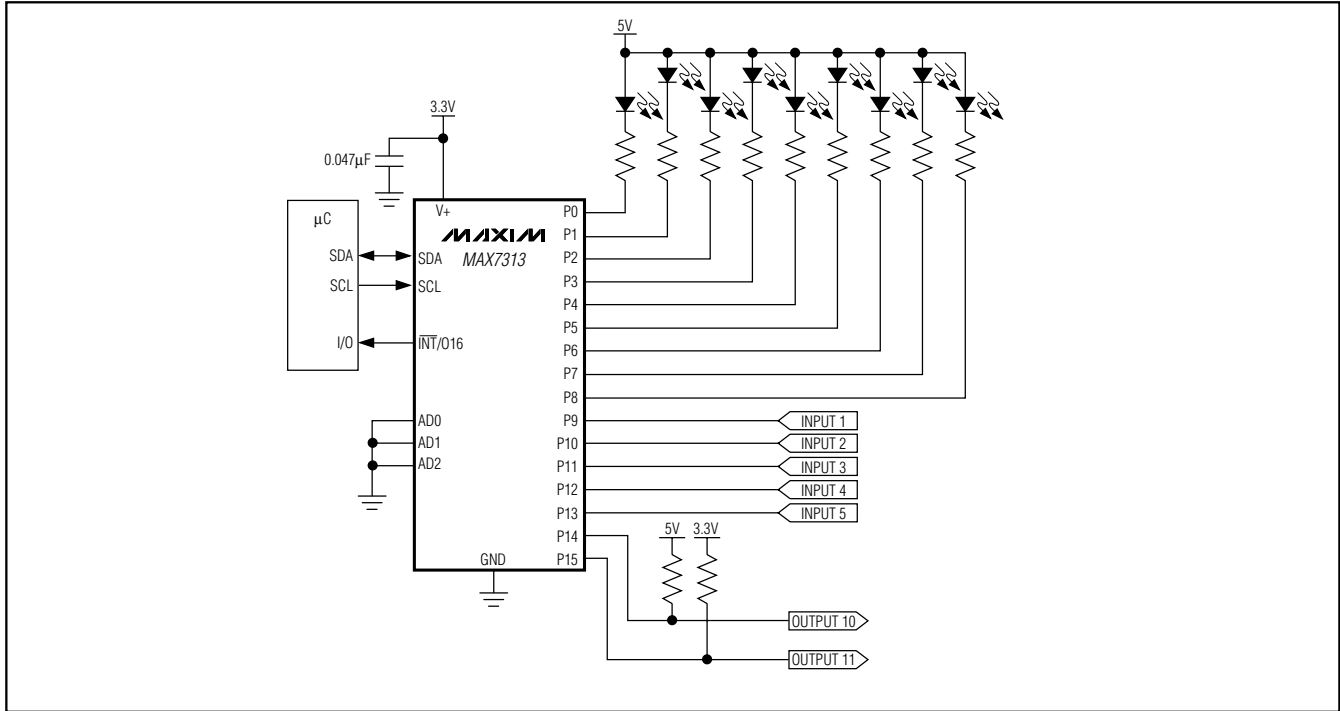 5V
3.3V
0.047µF
µC
SDA
SCL
I/O
V+
MAXIM
MAX7313
SDA
SCL
INT/O16
AD0
AD1
AD2
GND
P0
P1
P2
P3
P4
P5
P6
P7
P8
P9
P10
P11
P12
P13
P14
P15
INPUT 1
INPUT 2
INPUT 3
INPUT 4
INPUT 5
5V 3.3V
OUTPUT 10
OUTPUT 11